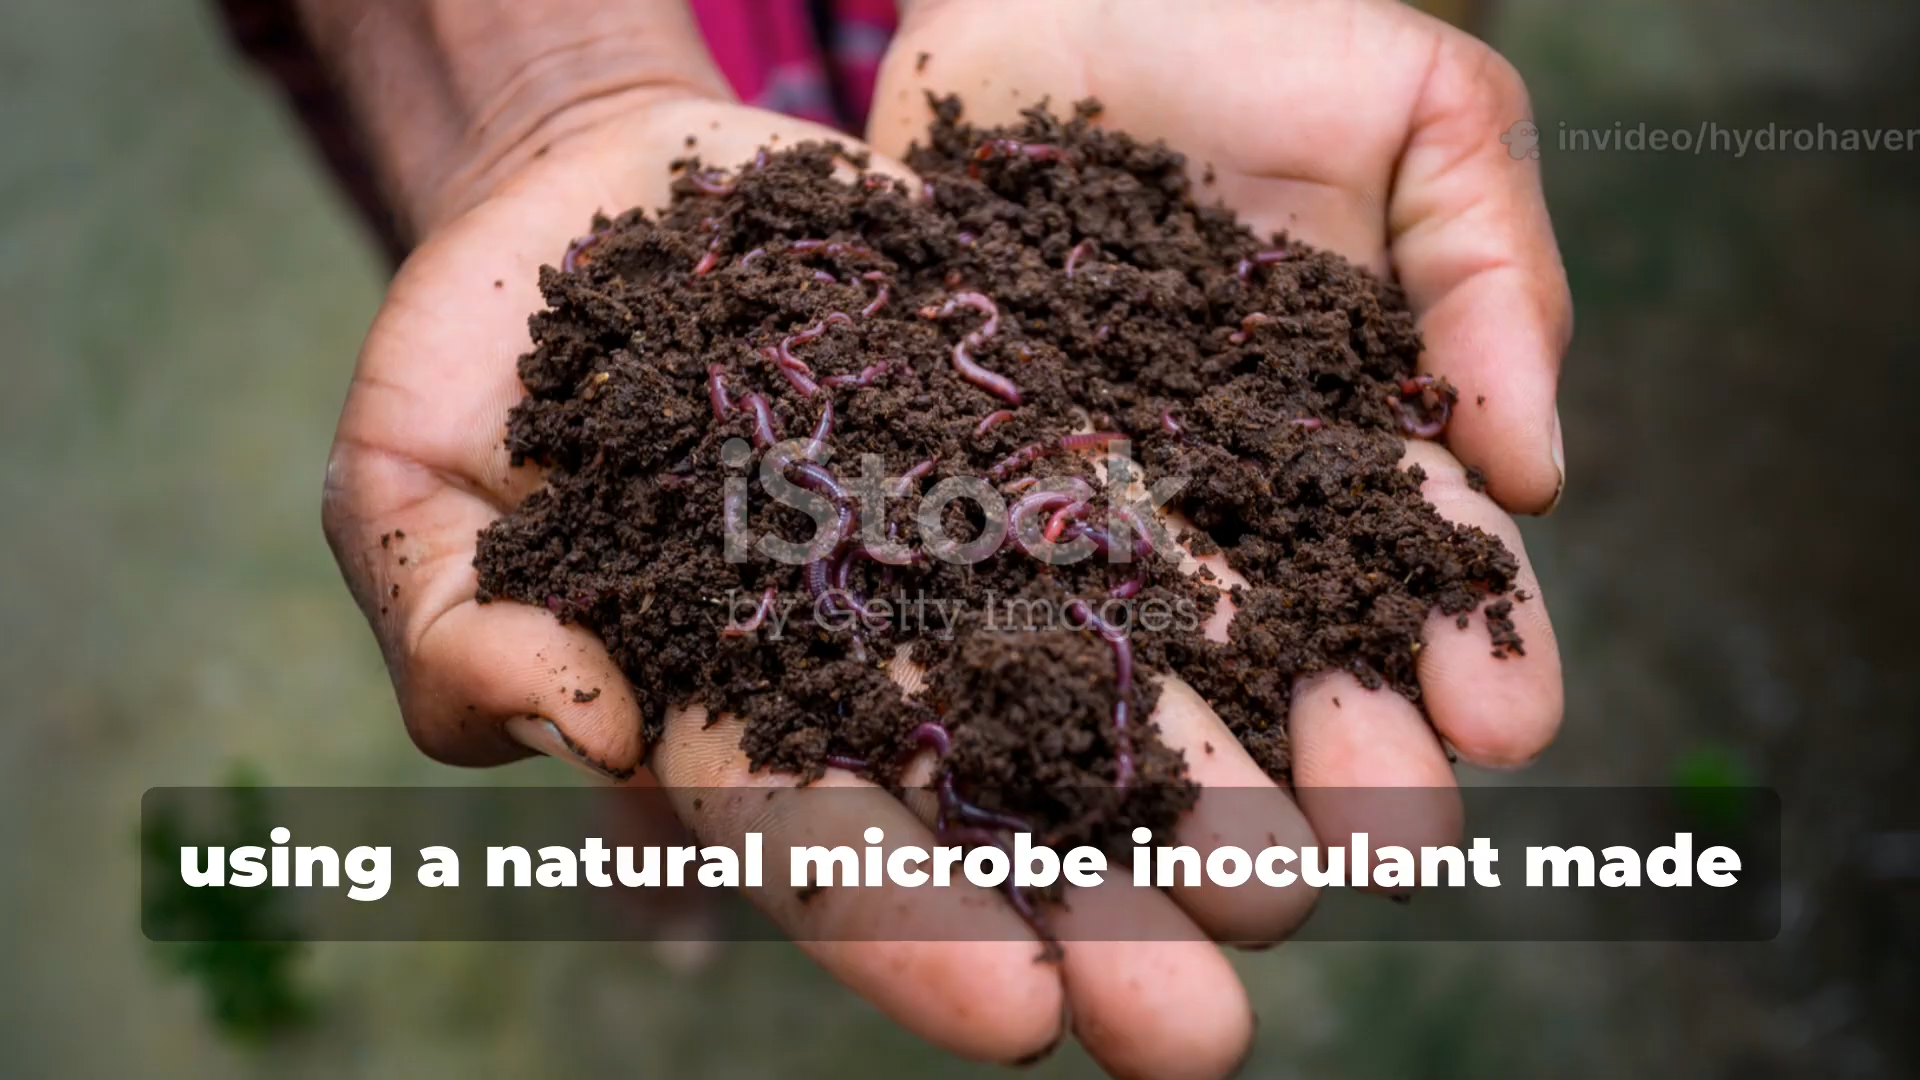 invideo/hydrohaven
iStock
by Getty Images
using a natural microbe inoculant made